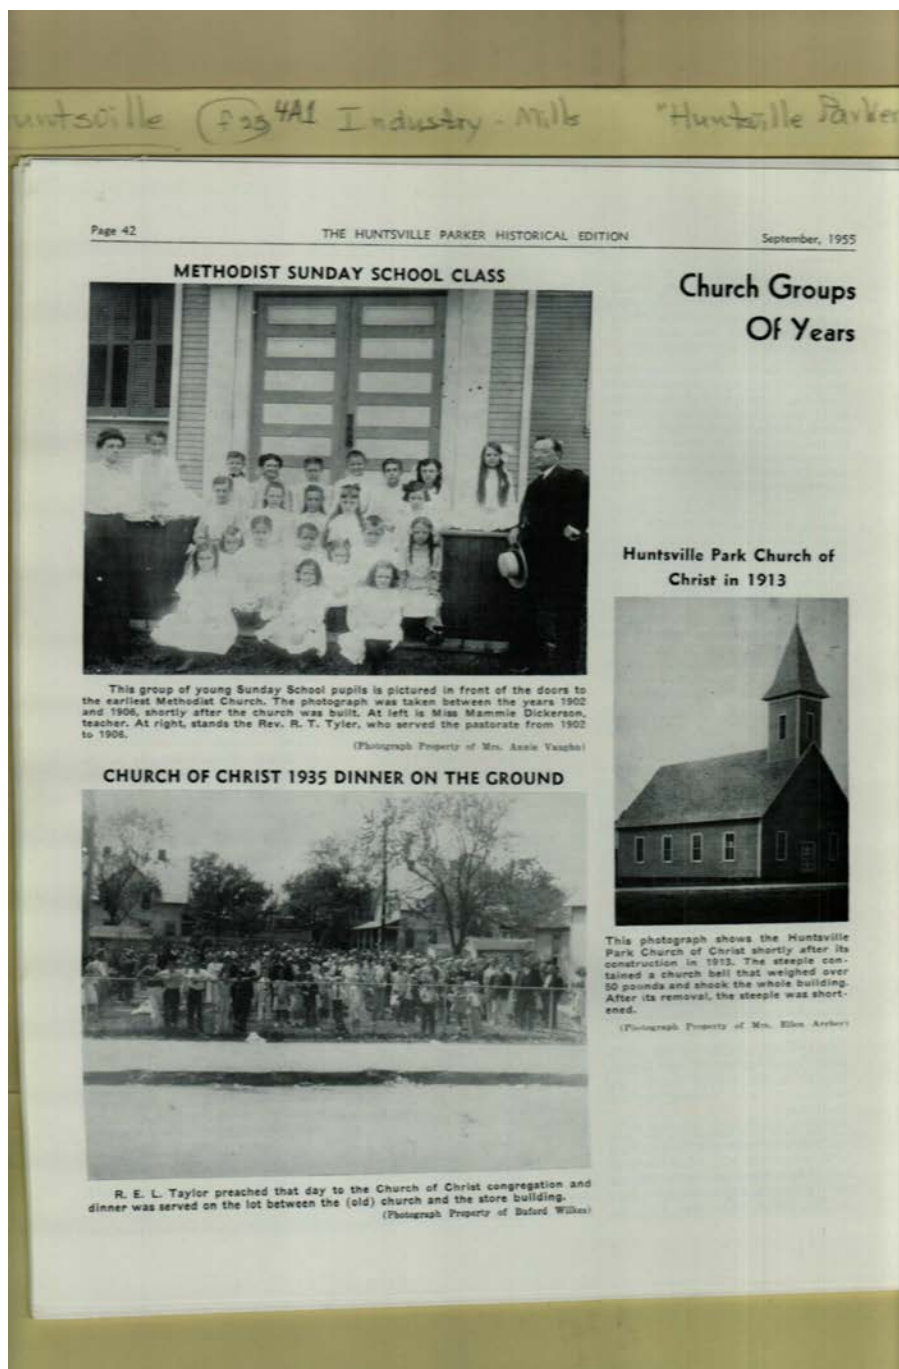 untsville f23 4A1 Industry - Mills "Huntsville Parker
Page 42
THE HUNTSVILLE PARKER HISTORICAL EDITION
September, 1955
METHODIST SUNDAY SCHOOL CLASS
This group of young Sunday School pupils is pictured in front of the doors to
the earliest Methodist Church. The photograph was taken between the years 1902
and 1906, shortly after the church was built. At left is Miss Mammie Dickerson,
teacher. At right, stands the Rev. R. T. Tyler, who served the pastorate from 1902
to 1906.
(Photograph Property of Mrs. Annie Vaughn)
CHURCH OF CHRIST 1935 DINNER ON THE GROUND
R. E. L. Taylor preached that day to the Church of Christ congregation and
dinner was served on the lot between the (old) church and the store building.
(Photograph Property of Buford Wilkes)
Church Groups
Of Years
Huntsville Park Church of
Christ in 1913
This photograph shows the Huntsville
Park Church of Christ shortly after its
construction in 1913. The steeple con-
tained a church bell that weighed over
50 pounds and shook the whole building.
After its removal, the steeple was short-
ened.
(Photograph Property of Mrs. Ellen Archer)